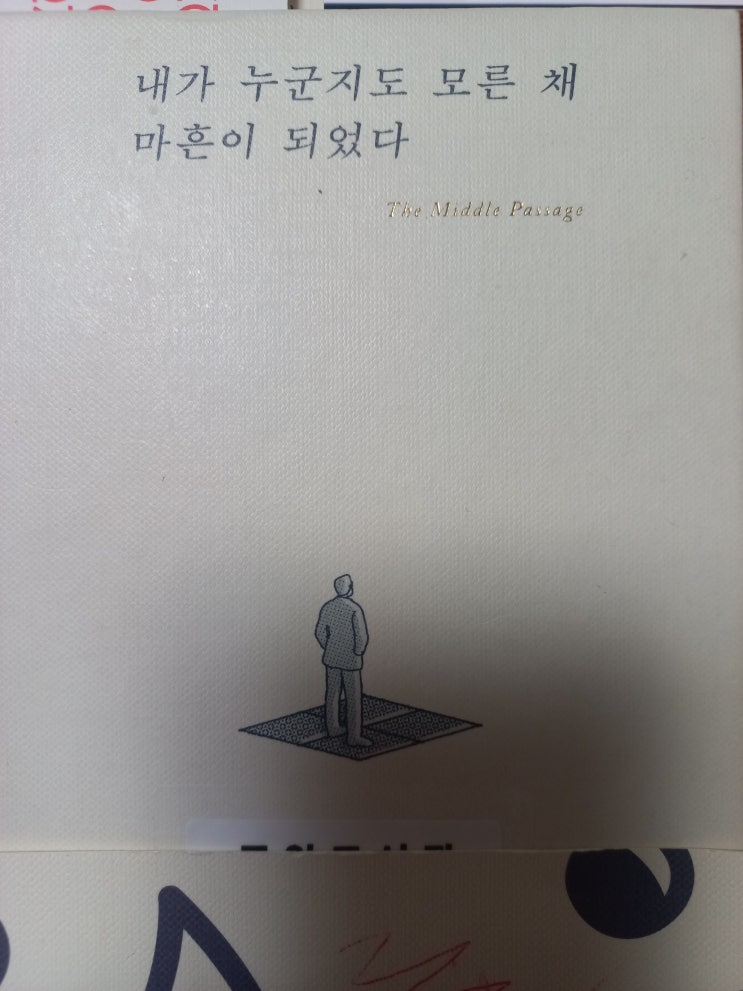 내가 누군지도 모른 채
마흔이 되었다
The Middle Passage